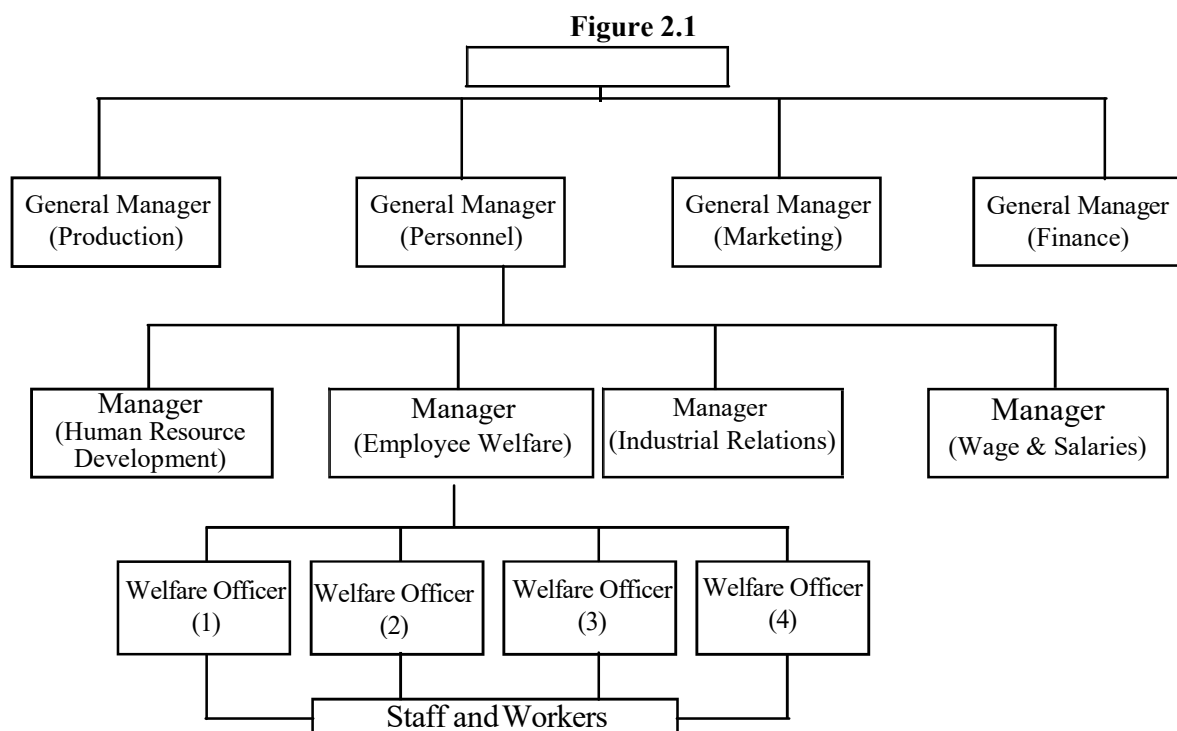 Figure 2.1
General Manager
(Production)
General Manager
(Personnel)
General Manager
(Marketing)
General Manager
(Finance)
Manager
(Human Resource
Development)
Manager
(Employee Welfare)
Manager
(Industrial Relations)
Manager
(Wage & Salaries)
Welfare Officer
(1)
Welfare Officer
(2)
Welfare Officer
(3)
Welfare Officer
(4)
Staff and Workers